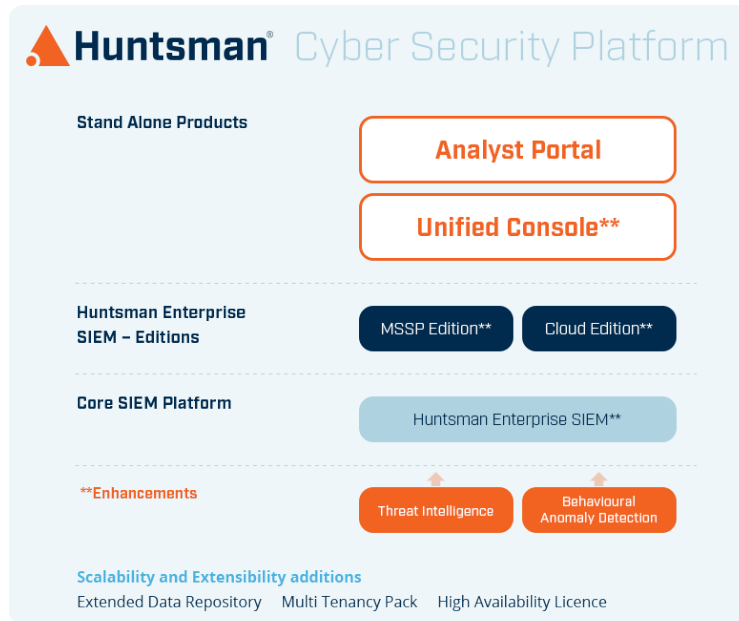 Huntsman® Cyber Security Platform
Stand Alone Products
Analyst Portal
Unified Console**
Huntsman Enterprise
SIEM – Editions
MSSP Edition**
Cloud Edition**
Core SIEM Platform
Huntsman Enterprise SIEM**
**Enhancements
Threat Intelligence
Behavioural
Anomaly Detection
Scalability and Extensibility additions
Extended Data Repository Multi Tenancy Pack High Availability Licence